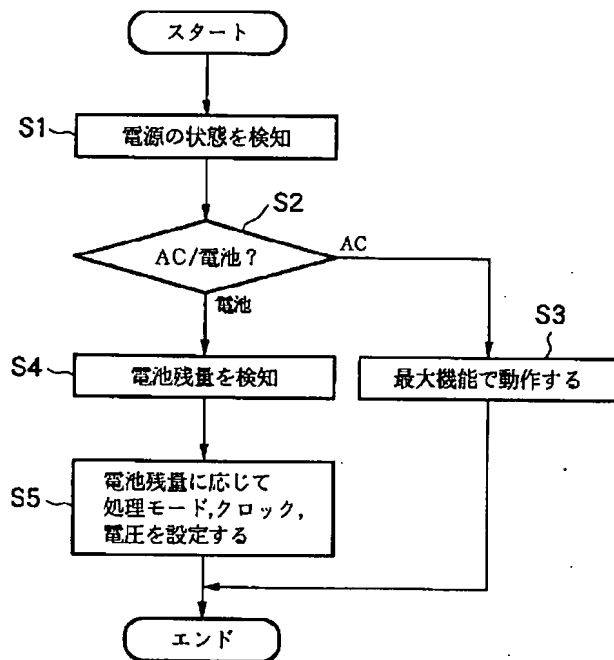 スタート
S1
電源の状態を検知
S2
AC/電池？
AC
電池
S3
最大機能で動作する
S4
電池残量を検知
S5
電池残量に応じて
処理モード,クロック,
電圧を設定する
エンド